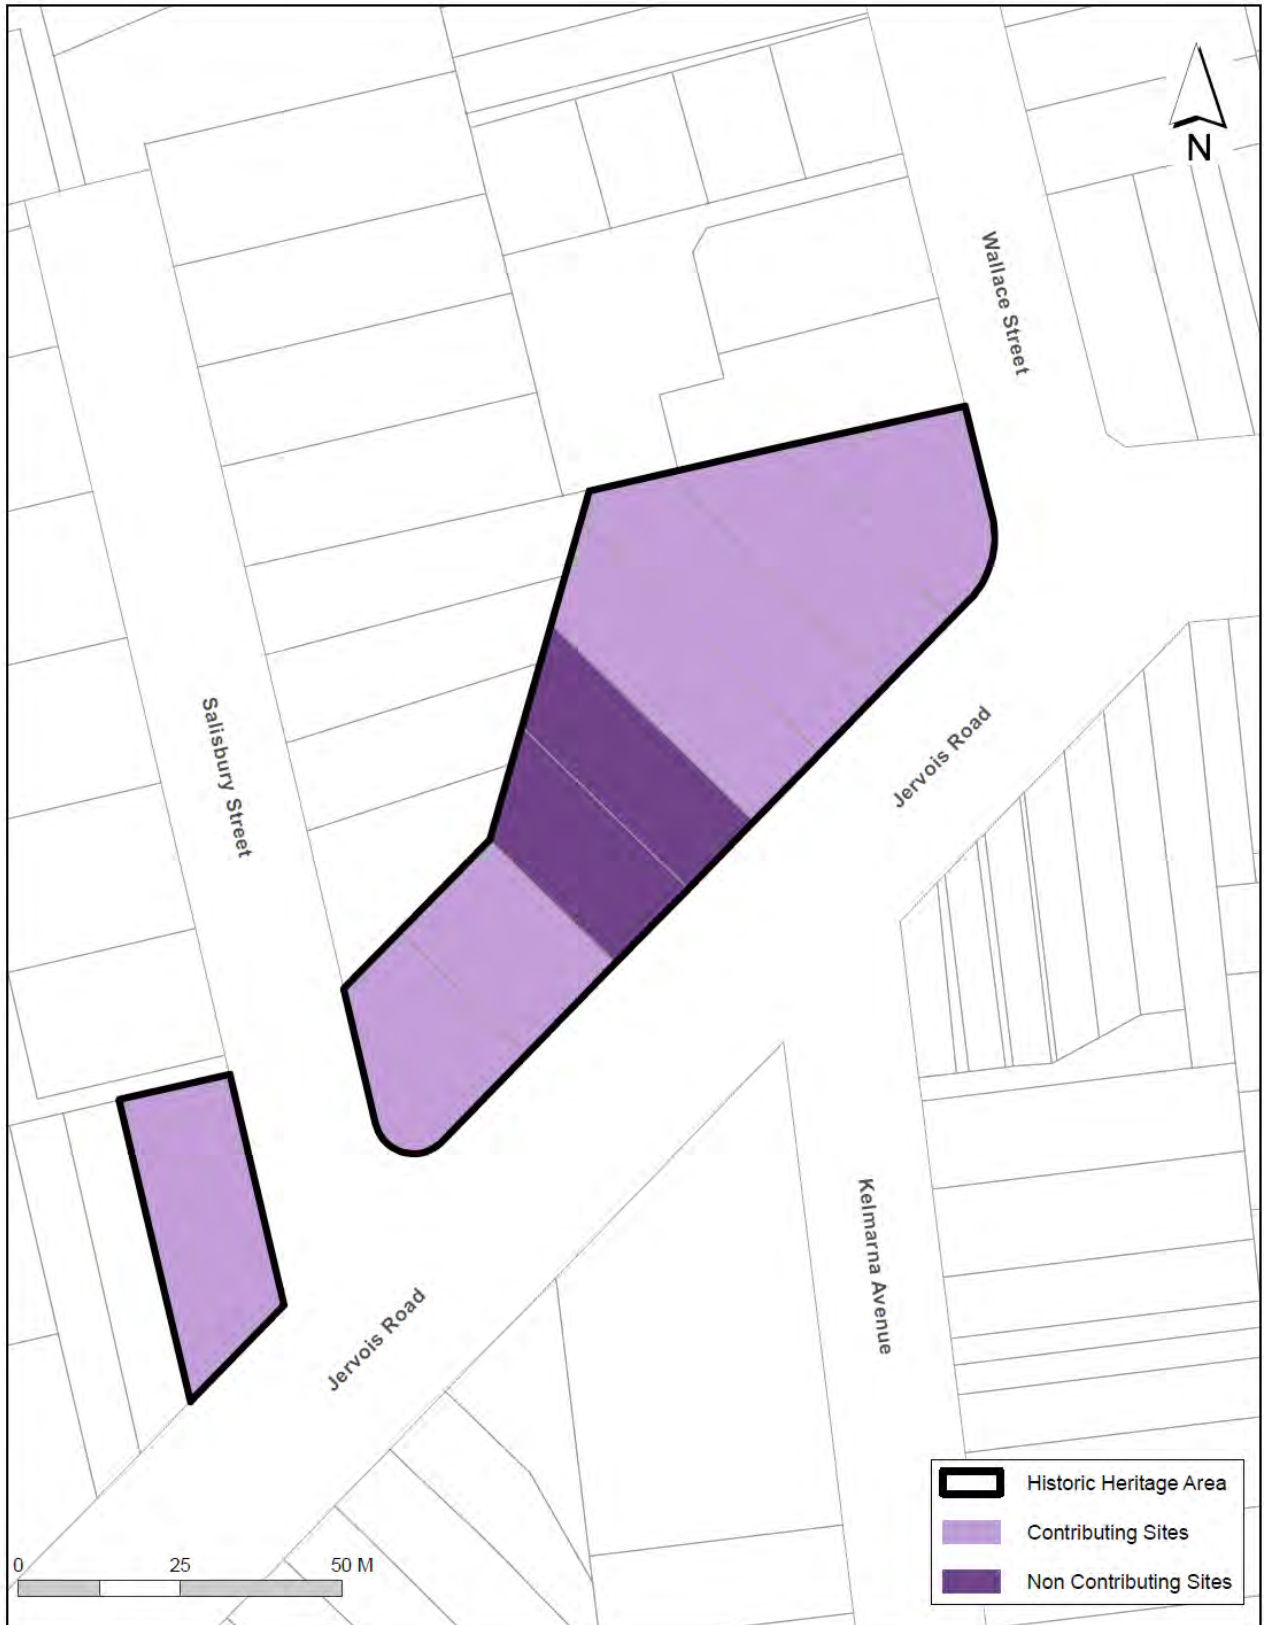 N
Wallace Street
Salisbury Street
Jervois Road
Kelmarna Avenue
Jervois Road
Historic Heritage Area
Contributing Sites
Non Contributing Sites
0 25 50 M